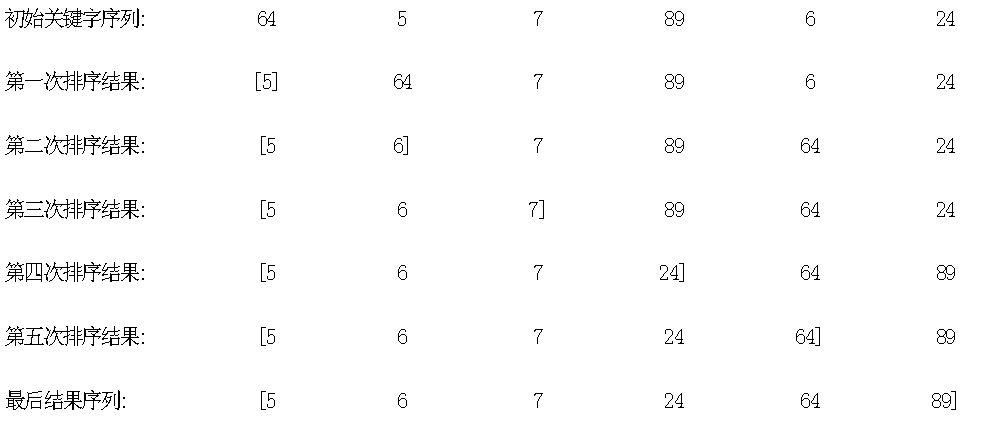 初始关键字序列: 64 5 7 89 6 24
第一次排序结果: [5] 64 7 89 6 24
第二次排序结果: [5 6] 7 89 64 24
第三次排序结果: [5 6 7] 89 64 24
第四次排序结果: [5 6 7 24] 64 89
第五次排序结果: [5 6 7 24 64] 89
最后结果序列: [5 6 7 24 64 89]